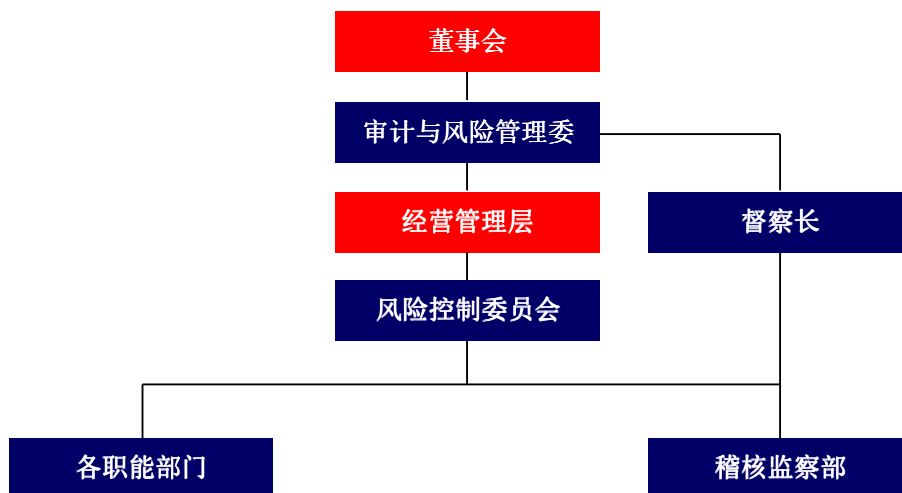 董事会
审计与风险管理委
经营管理层
督察长
风险控制委员会
各职能部门
稽核监察部